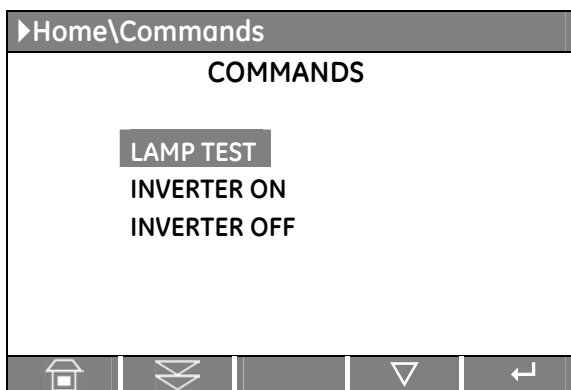 Home\Commands
COMMANDS
LAMP TEST
INVERTER ON
INVERTER OFF